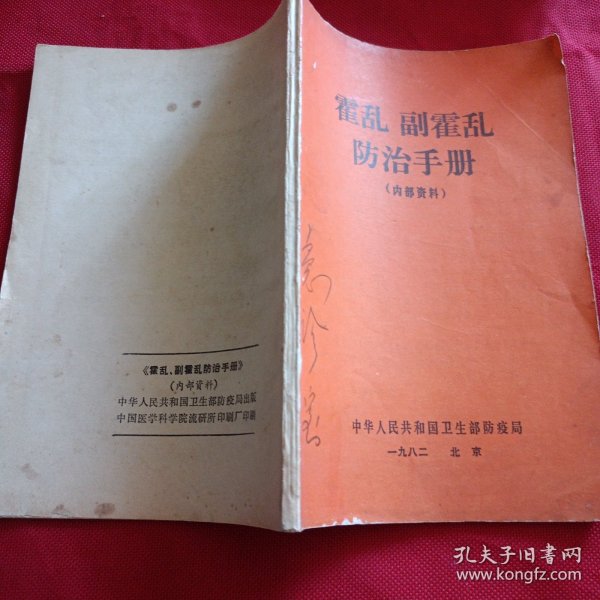 霍乱 副霍乱
防治手册
(内部资料)
中华人民共和国卫生部防疫局
一九八二 北京
《霍乱、副霍乱防治手册》
(内部资料)
中华人民共和国卫生部防疫局出版
中国医学科学院流研所印刷厂印刷
孔夫子旧书网
www.kongfz.com